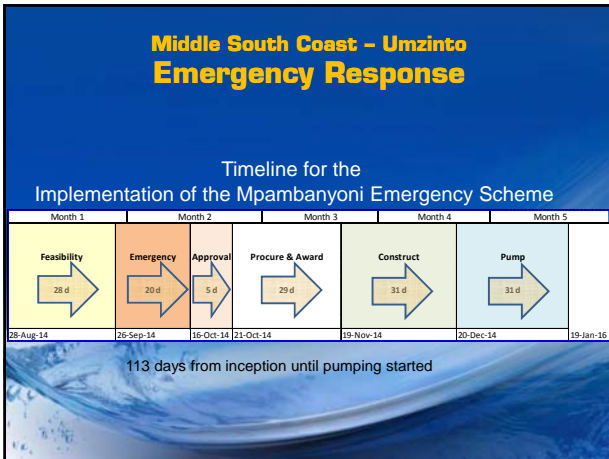 Middle South Coast – Umzinto
Emergency Response
Timeline for the
Implementation of the Mpambanyoni Emergency Scheme
Month 1 Month 2 Month 3 Month 4 Month 5
Feasibility Emergency Approval Procure & Award Construct Pump
28 d 20 d 5 d 29 d 31 d 31 d
28-Aug-14 26-Sep-14 16-Oct-14 21-Oct-14 19-Nov-14 20-Dec-14 19-Jan-16
113 days from inception until pumping started